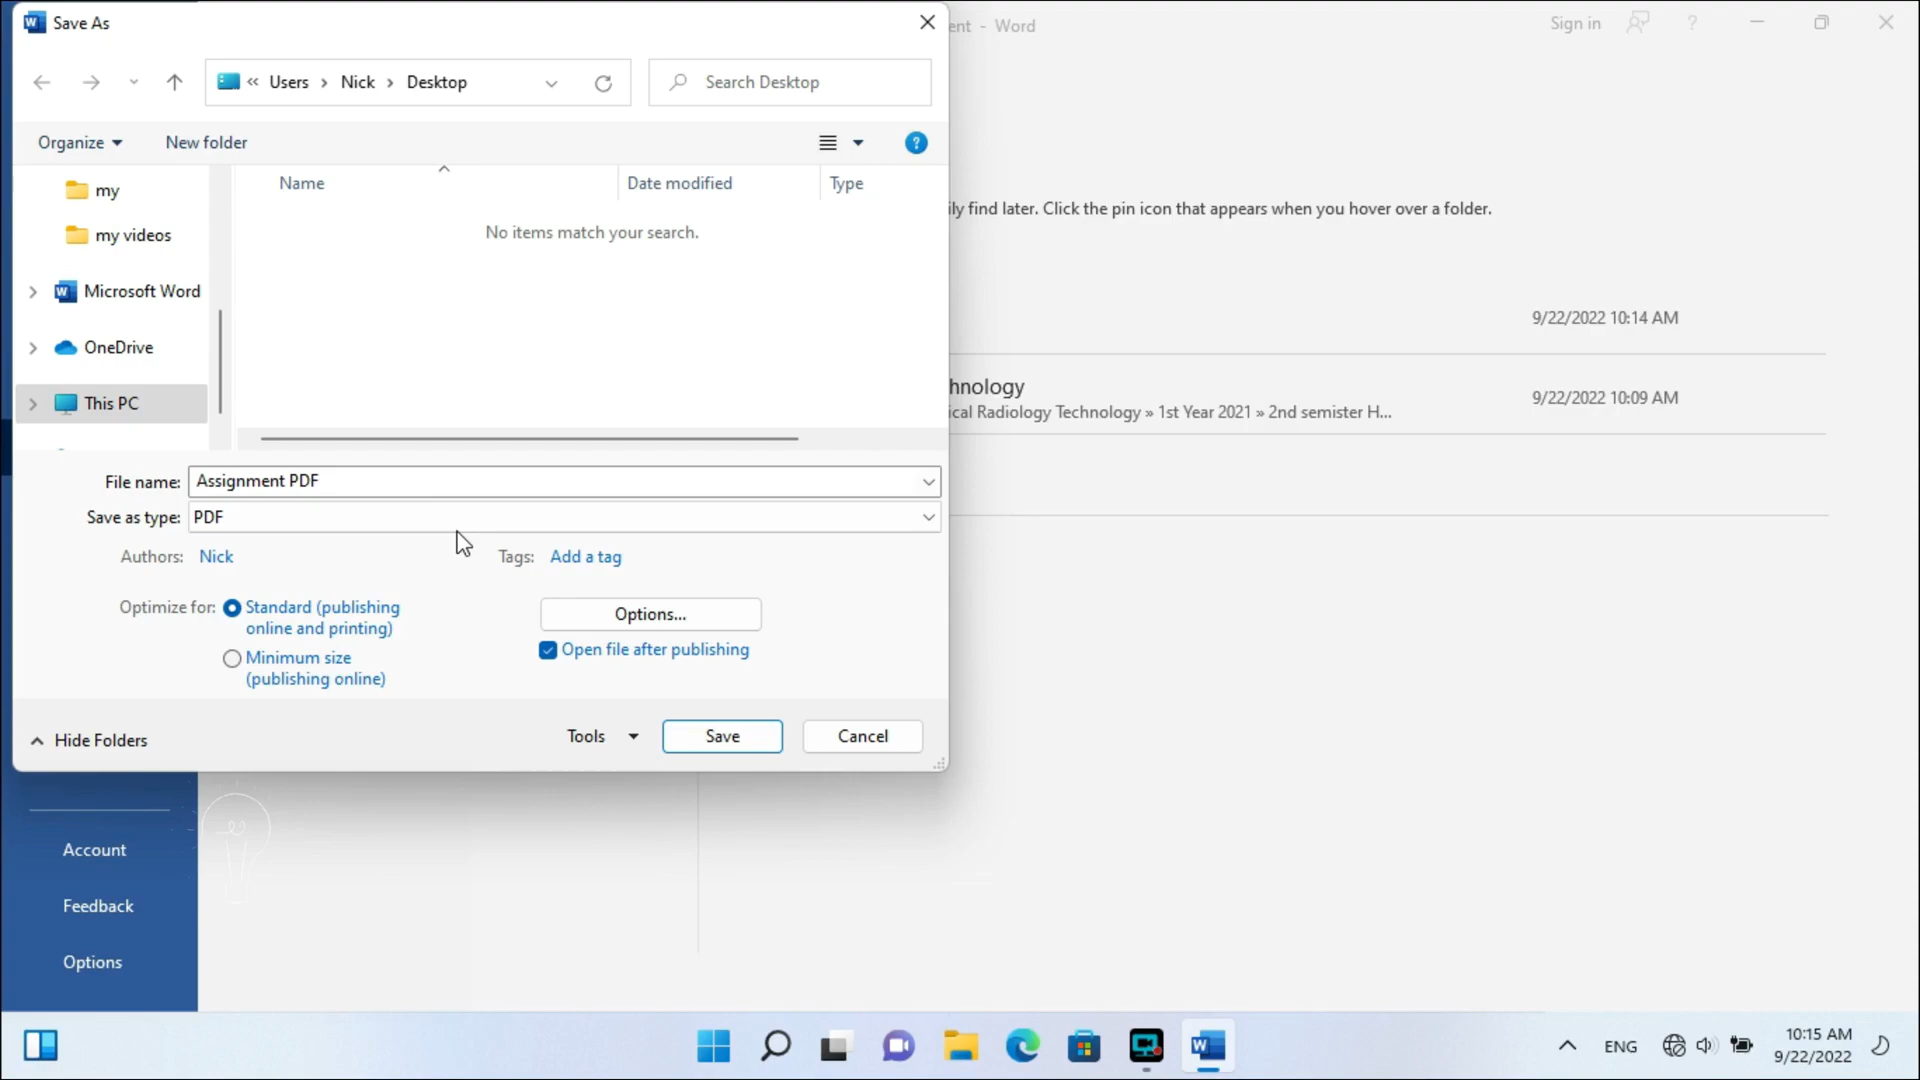 Save As
ent - Word
Sign in
Users > Nick > Desktop
Search Desktop
Organize
New folder
my
Name
Date modified
Type
ily find later. Click the pin icon that appears when you hover over a folder.
my videos
No items match your search.
Microsoft Word
9/22/2022 10:14 AM
OneDrive
hnology
ical Radiology Technology » 1st Year 2021 » 2nd semister H...
9/22/2022 10:09 AM
This PC
File name: Assignment PDF
Save as type: PDF
Authors: Nick
Tags: Add a tag
Optimize for: Standard (publishing
online and printing)
Minimum size
(publishing online)
Options...
Open file after publishing
Hide Folders
Tools
Save
Cancel
Account
Feedback
Options
ENG
10:15 AM
9/22/2022